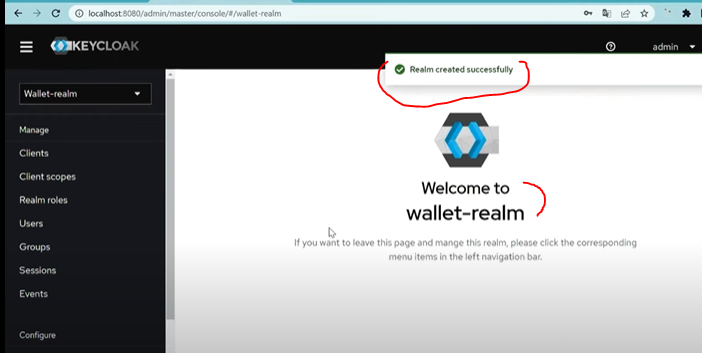 localhost:8080/admin/master/console/#/wallet-realm
KEYCLOAK
admin
Realm created successfully
Wallet-realm
Manage
Clients
Client scopes
Realm roles
Users
Groups
Sessions
Events
Configure
Welcome to
wallet-realm
If you want to leave this page and mange this realm, please click the corresponding
menu items in the left navigation bar.